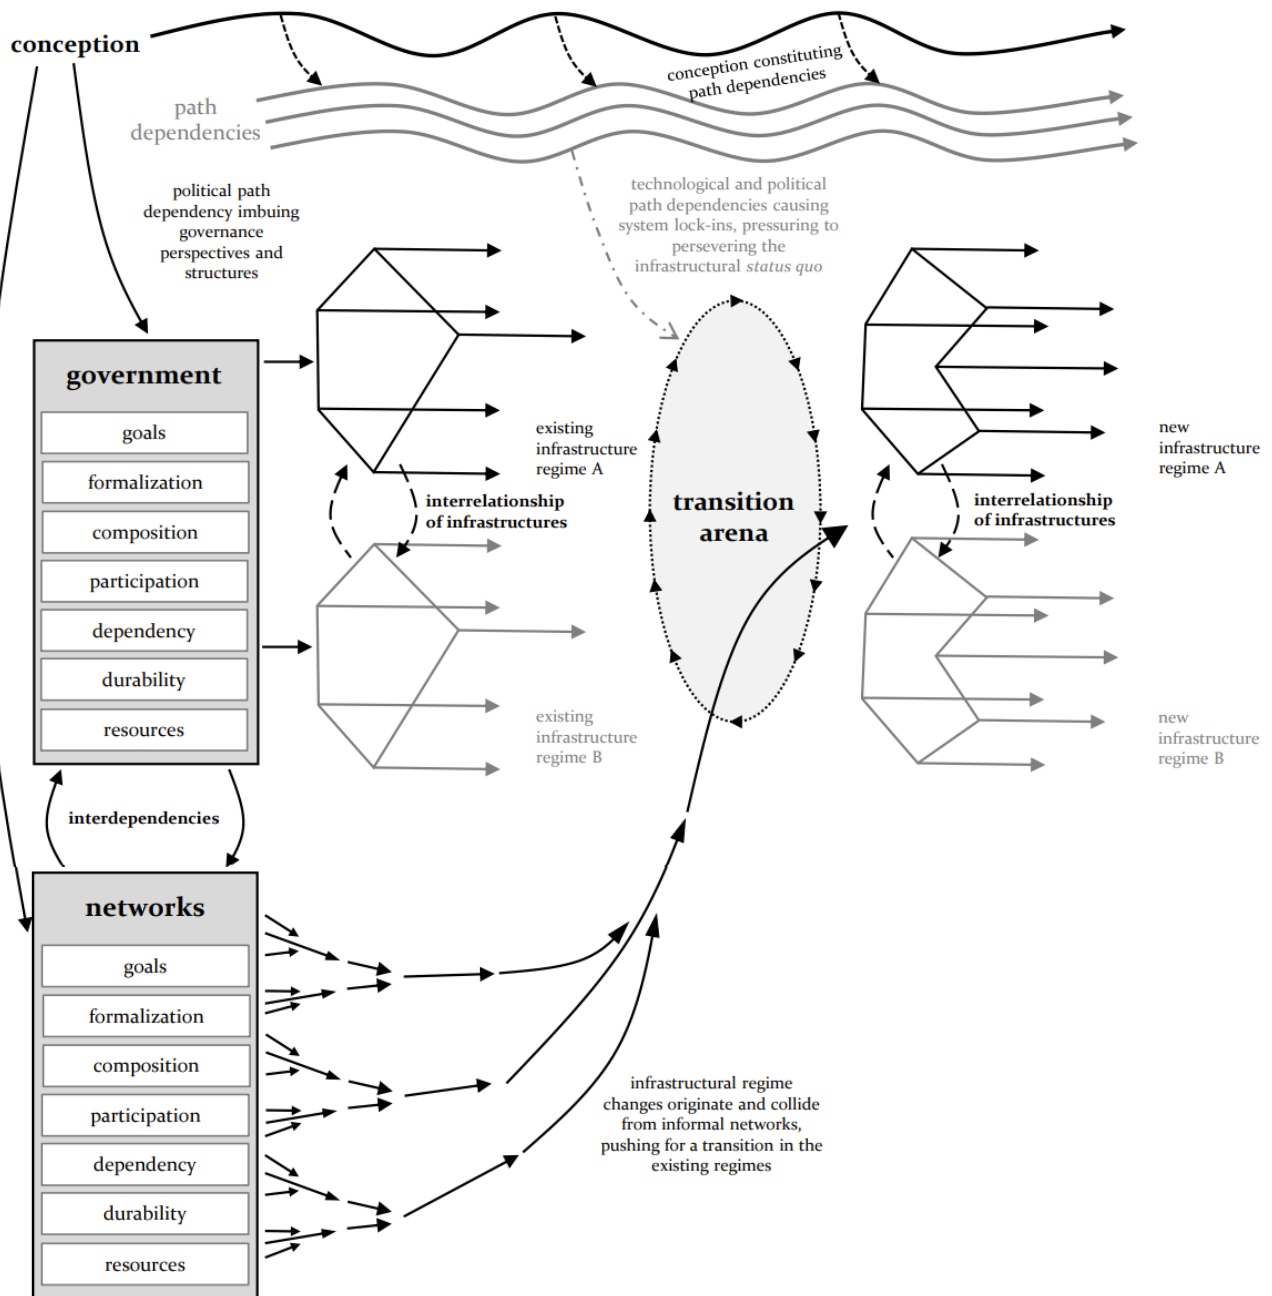 conception
conception constituting
path dependencies
path
dependencies
political path
dependency imbuing
governance
perspectives and
structures
technological and political
path dependencies causing
system lock-ins, pressuring to
persevering the
infrastructural status quo
government
goals
formalization
composition
participation
dependency
durability
resources
existing
infrastructure
regime A
interrelationship
of infrastructures
existing
infrastructure
regime B
transition
arena
new
infrastructure
regime A
interrelationship
of infrastructures
new
infrastructure
regime B
interdependencies
networks
goals
formalization
composition
participation
dependency
durability
resources
infrastructural regime
changes originate and collide
from informal networks,
pushing for a transition in the
existing regimes